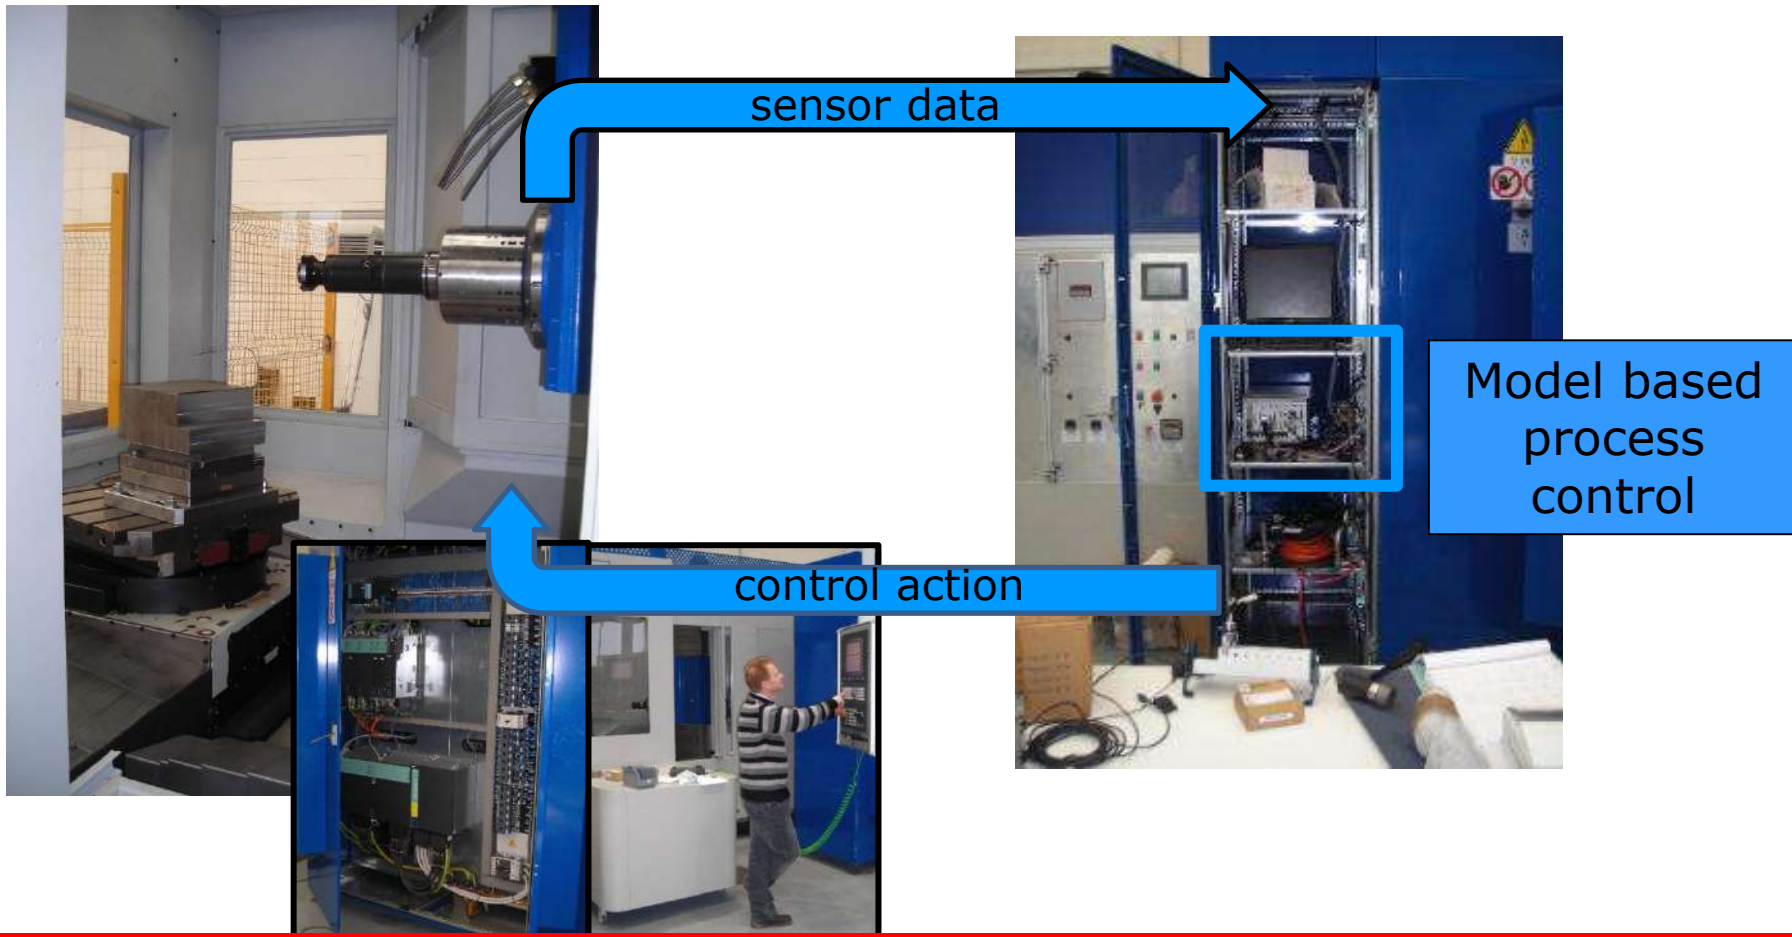 sensor data
Model based
process
control
control action